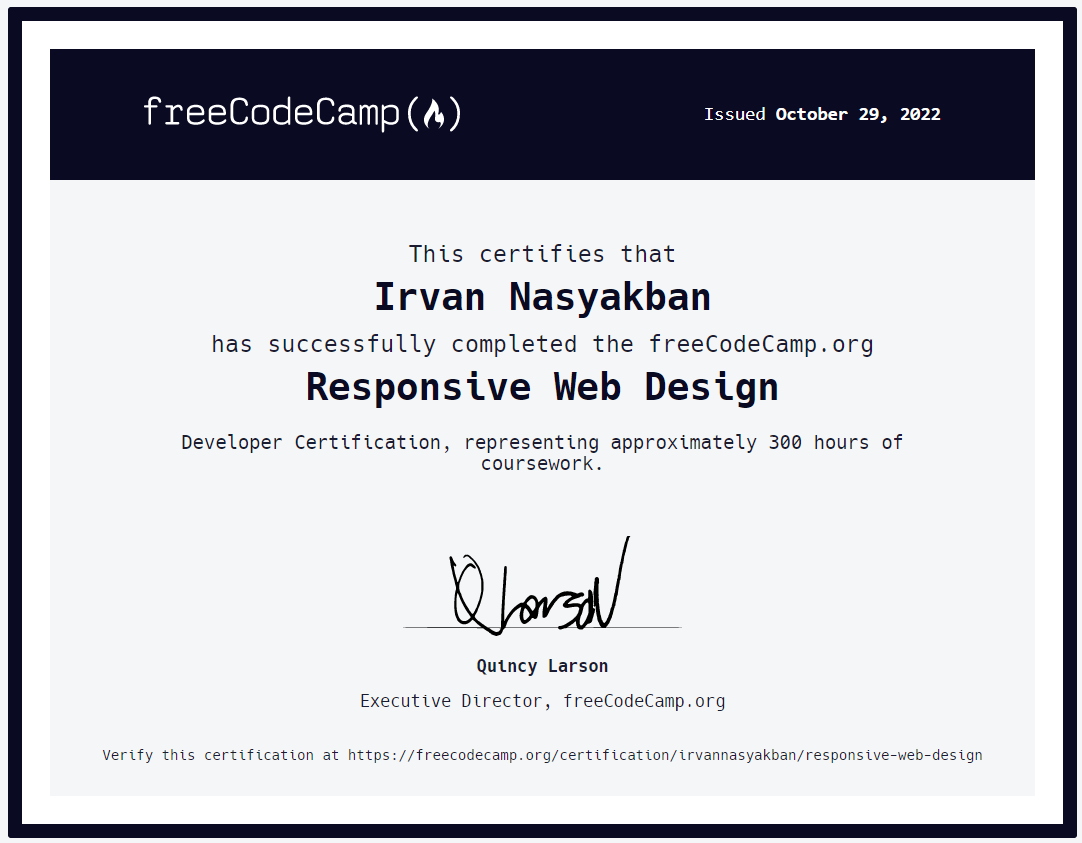 freeCodeCamp(🔥)
Issued October 29, 2022
This certifies that
Irvan Nasyakban
has successfully completed the freeCodeCamp.org
Responsive Web Design
Developer Certification, representing approximately 300 hours of
coursework.
Q Larson
Quincy Larson
Executive Director, freeCodeCamp.org
Verify this certification at https://freecodecamp.org/certification/irvannasyakban/responsive-web-design